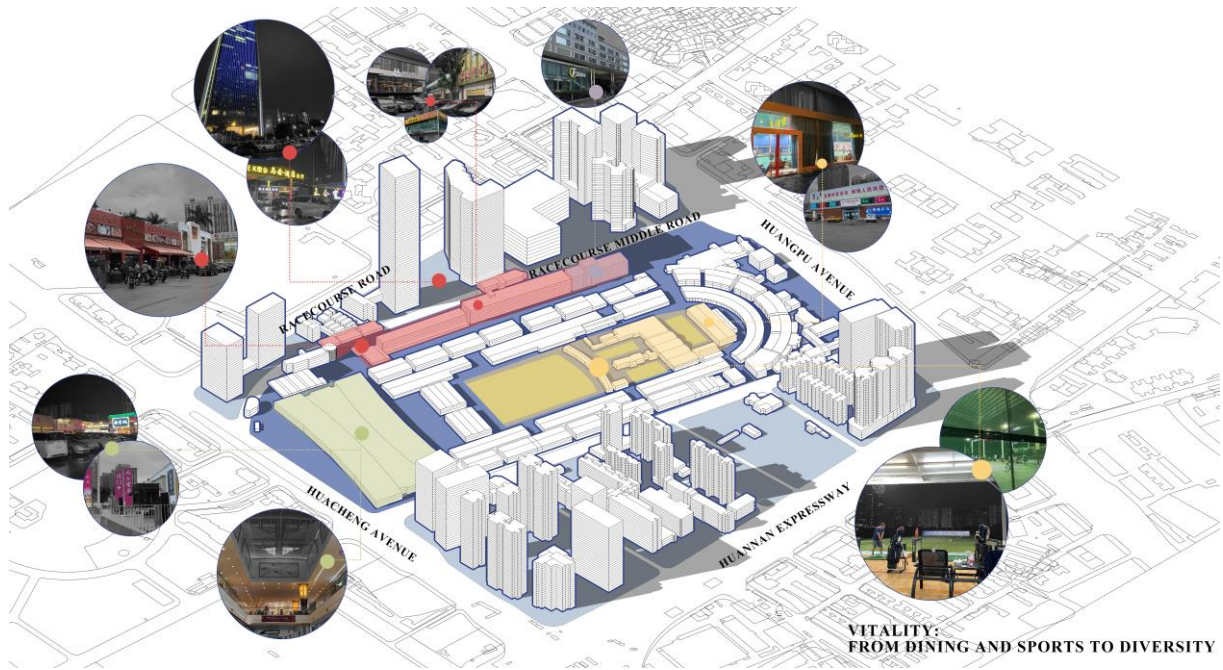 RACECOURSE ROAD
RACECOURSE MIDDLE ROAD
HUANGPU AVENUE
HUACHENG AVENUE
HUANNAN EXPRESSWAY
VITALITY:
FROM DINING AND SPORTS TO DIVERSITY